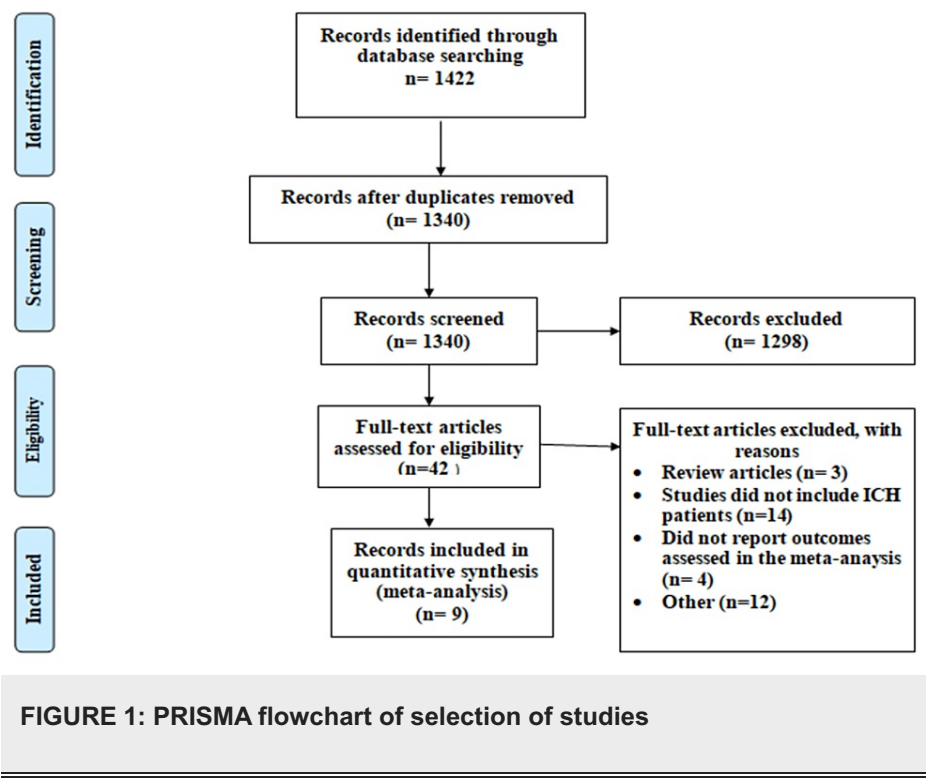 Identification
Records identified through
database searching
n= 1422
Records after duplicates removed
(n= 1340)
Screening
Records screened
(n= 1340)
Records excluded
(n= 1298)
Eligibility
Full-text articles
assessed for eligibility
(n=42 )
Full-text articles excluded, with
reasons
• Review articles (n= 3)
• Studies did not include ICH
patients (n=14)
• Did not report outcomes
assessed in the meta-anaysis
(n= 4)
• Other (n=12)
Included
Records included in
quantitative synthesis
(meta-analysis)
(n= 9)
FIGURE 1: PRISMA flowchart of selection of studies